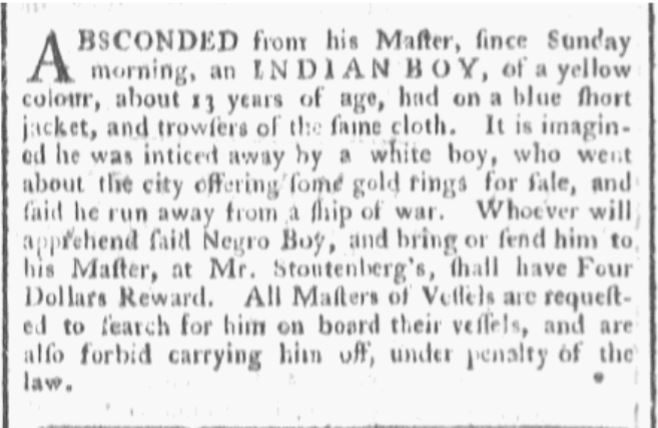 ABSCONDED from his Maſter, ſince Sunday
morning, an INDIAN BOY, of a yellow
colour, about 13 years of age, had on a blue ſhort
jacket, and trowſers of the ſame cloth. It is imagin-
ed he was inticed away by a white boy, who went
about the city offering ſome gold rings for ſale, and
ſaid he run away from a ſhip of war. Whoever will
apprehend ſaid Negro Boy, and bring or ſend him to
his Maſter, at Mr. Stoutenberg's, ſhall have Four
Dollars Reward. All Maſters of Veſſels are requeſt-
ed to ſearch for him on board their veſſels, and are
alſo forbid carrying him off, under penalty of the
law.